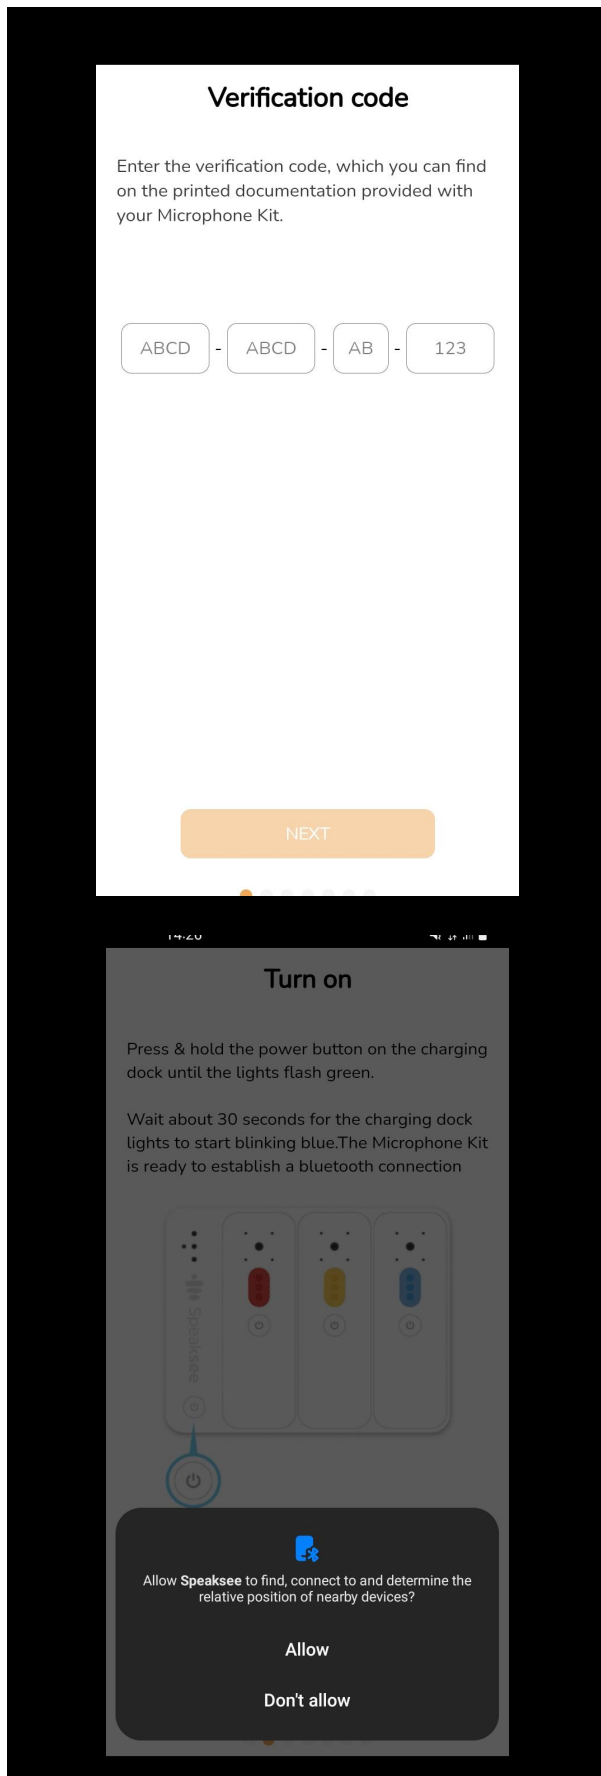 Verification code
Enter the verification code, which you can find
on the printed documentation provided with
your Microphone Kit.
ABCD - ABCD - AB - 123
NEXT
14:26
Turn on
Press & hold the power button on the charging
dock until the lights flash green.
Wait about 30 seconds for the charging dock
lights to start blinking blue.The Microphone Kit
is ready to establish a bluetooth connection
Speaksee
Allow Speaksee to find, connect to and determine the
relative position of nearby devices?
Allow
Don't allow